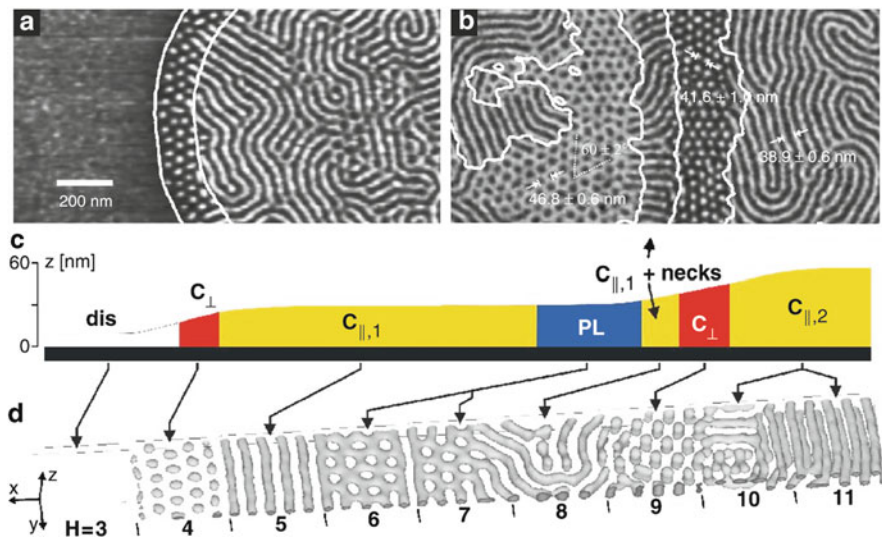 a
200 nm
b
41.6 ± 1.0 nm
38.9 ± 0.6 nm
60 ± 2°
46.8 ± 0.6 nm
c
z [nm]
60
0
dis
C⊥
C∥,1
PL
C∥,1 + necks
C⊥
C∥,2
d
x
y
z
H=3 4 5 6 7 8 9 10 11